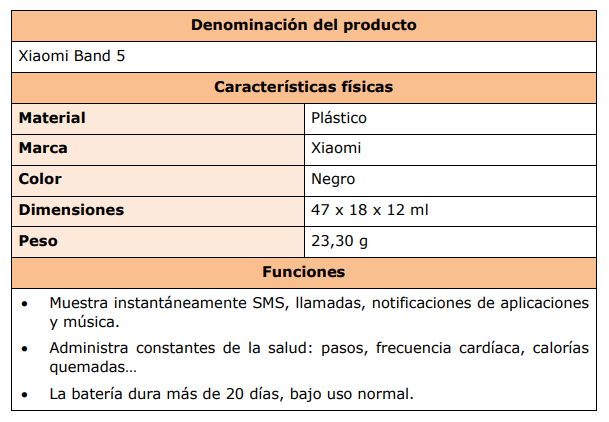 Denominación del producto
Xiaomi Band 5
Características físicas
Material Plástico
Marca Xiaomi
Color Negro
Dimensiones 47 x 18 x 12 ml
Peso 23,30 g
Funciones
• Muestra instantáneamente SMS, llamadas, notificaciones de aplicaciones
y música.
• Administra constantes de la salud: pasos, frecuencia cardíaca, calorías
quemadas…
• La batería dura más de 20 días, bajo uso normal.